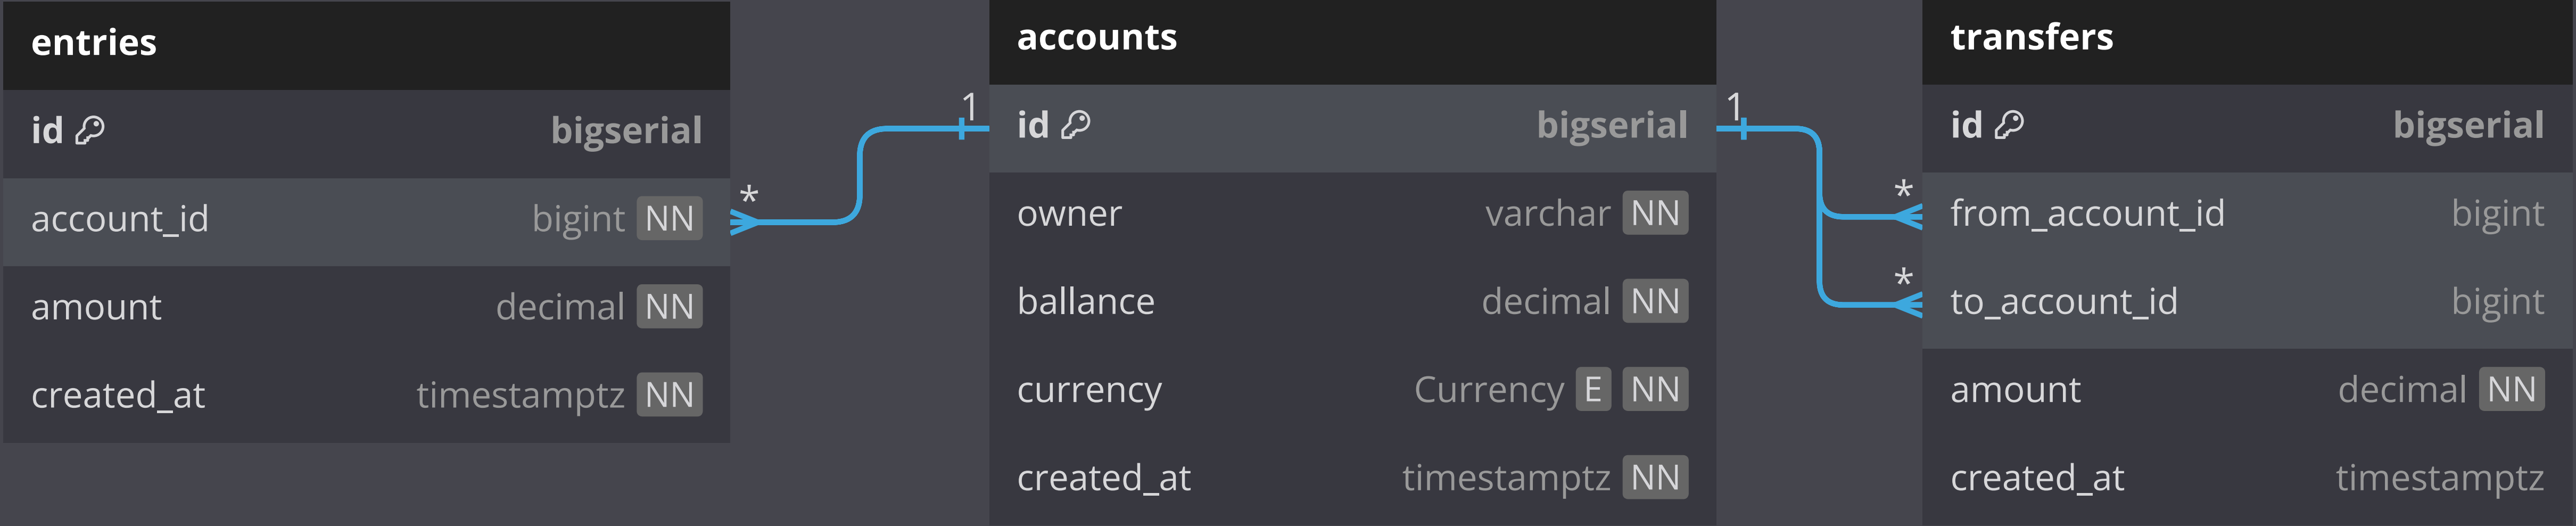 entries
id bigserial
account_id bigint NN
amount decimal NN
created_at timestamptz NN
*
1
accounts
id bigserial
owner varchar NN
ballance decimal NN
currency Currency E NN
created_at timestamptz NN
1
*
*
transfers
id bigserial
from_account_id bigint
to_account_id bigint
amount decimal NN
created_at timestamptz